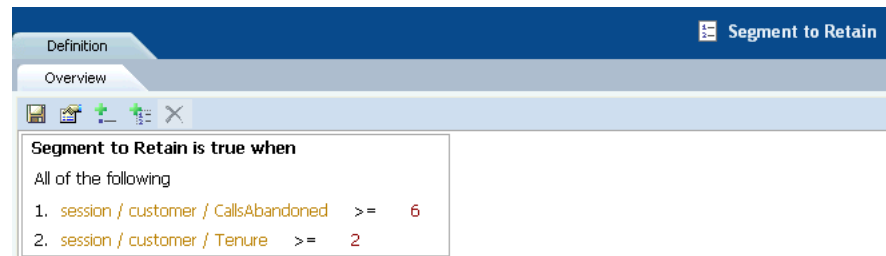 Segment to Retain
Definition
Overview
Segment to Retain is true when
All of the following
1. session / customer / CallsAbandoned >= 6
2. session / customer / Tenure >= 2